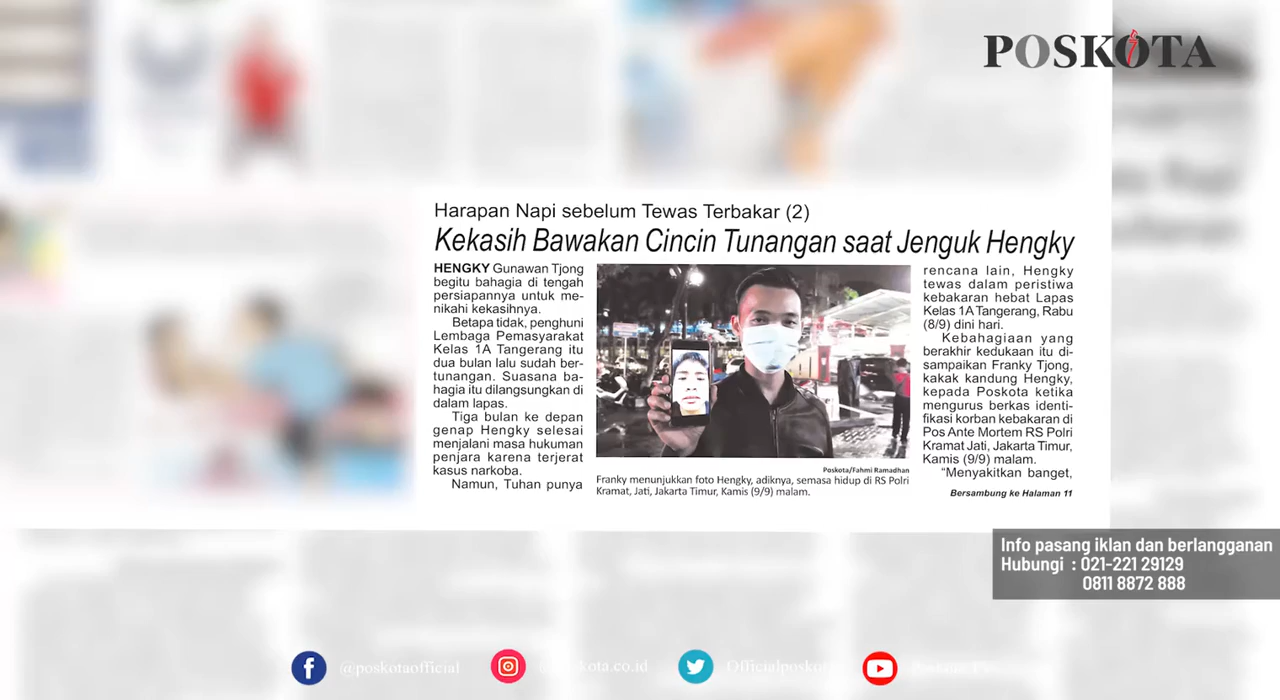 POSKOTA
Harapan Napi sebelum Tewas Terbakar (2)
Kekasih Bawakan Cincin Tunangan saat Jenguk Hengky
HENGKY Gunawan Tjong
begitu bahagia di tengah
persiapannya untuk me-
nikahi kekasihnya.
Betapa tidak, penghuni
Lembaga Pemasyarakat
Kelas 1A Tangerang itu
dua bulan lalu sudah ber-
tunangan. Suasana ba-
hagia itu dilangsungkan di
dalam lapas.
Tiga bulan ke depan
genap Hengky selesai
menjalani masa hukuman
penjara karena terjerat
kasus narkoba.
Namun, Tuhan punya
Poskota/Fahmi Ramadhan
Franky menunjukkan foto Hengky, adiknya, semasa hidup di RS Polri
Kramat, Jati, Jakarta Timur, Kamis (9/9) malam.
rencana lain, Hengky
tewas dalam peristiwa
kebakaran hebat Lapas
Kelas 1A Tangerang, Rabu
(8/9) dini hari.
Kebahagiaan yang
berakhir kedukaan itu di-
sampaikan Franky Tjong,
kakak kandung Hengky,
kepada Poskota ketika
mengurus berkas identi-
fikasi korban kebakaran di
Pos Ante Mortem RS Polri
Kramat Jati, Jakarta Timur,
Kamis (9/9) malam.
“Menyakitkan banget,
Bersambung ke Halaman 11
Info pasang iklan dan berlangganan
Hubungi : 021-221 29129
0811 8872 888
@poskotaofficial
kota.co.id
Officialposko